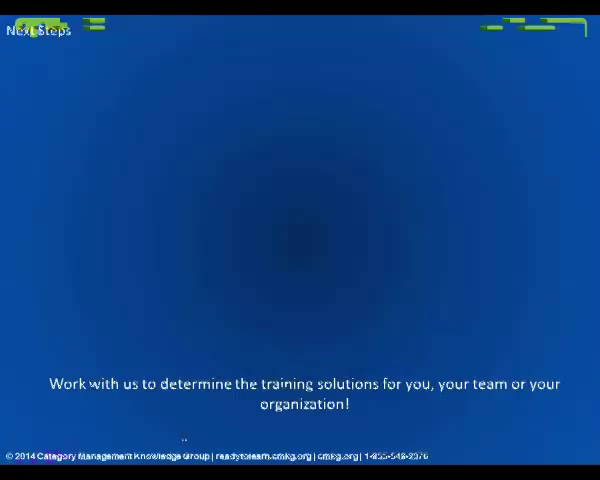 Next Steps
Work with us to determine the training solutions for you, your team or your
organization!
© 2014 Category Management Knowledge Group | readytolearn.cmkg.org | cmkg.org |